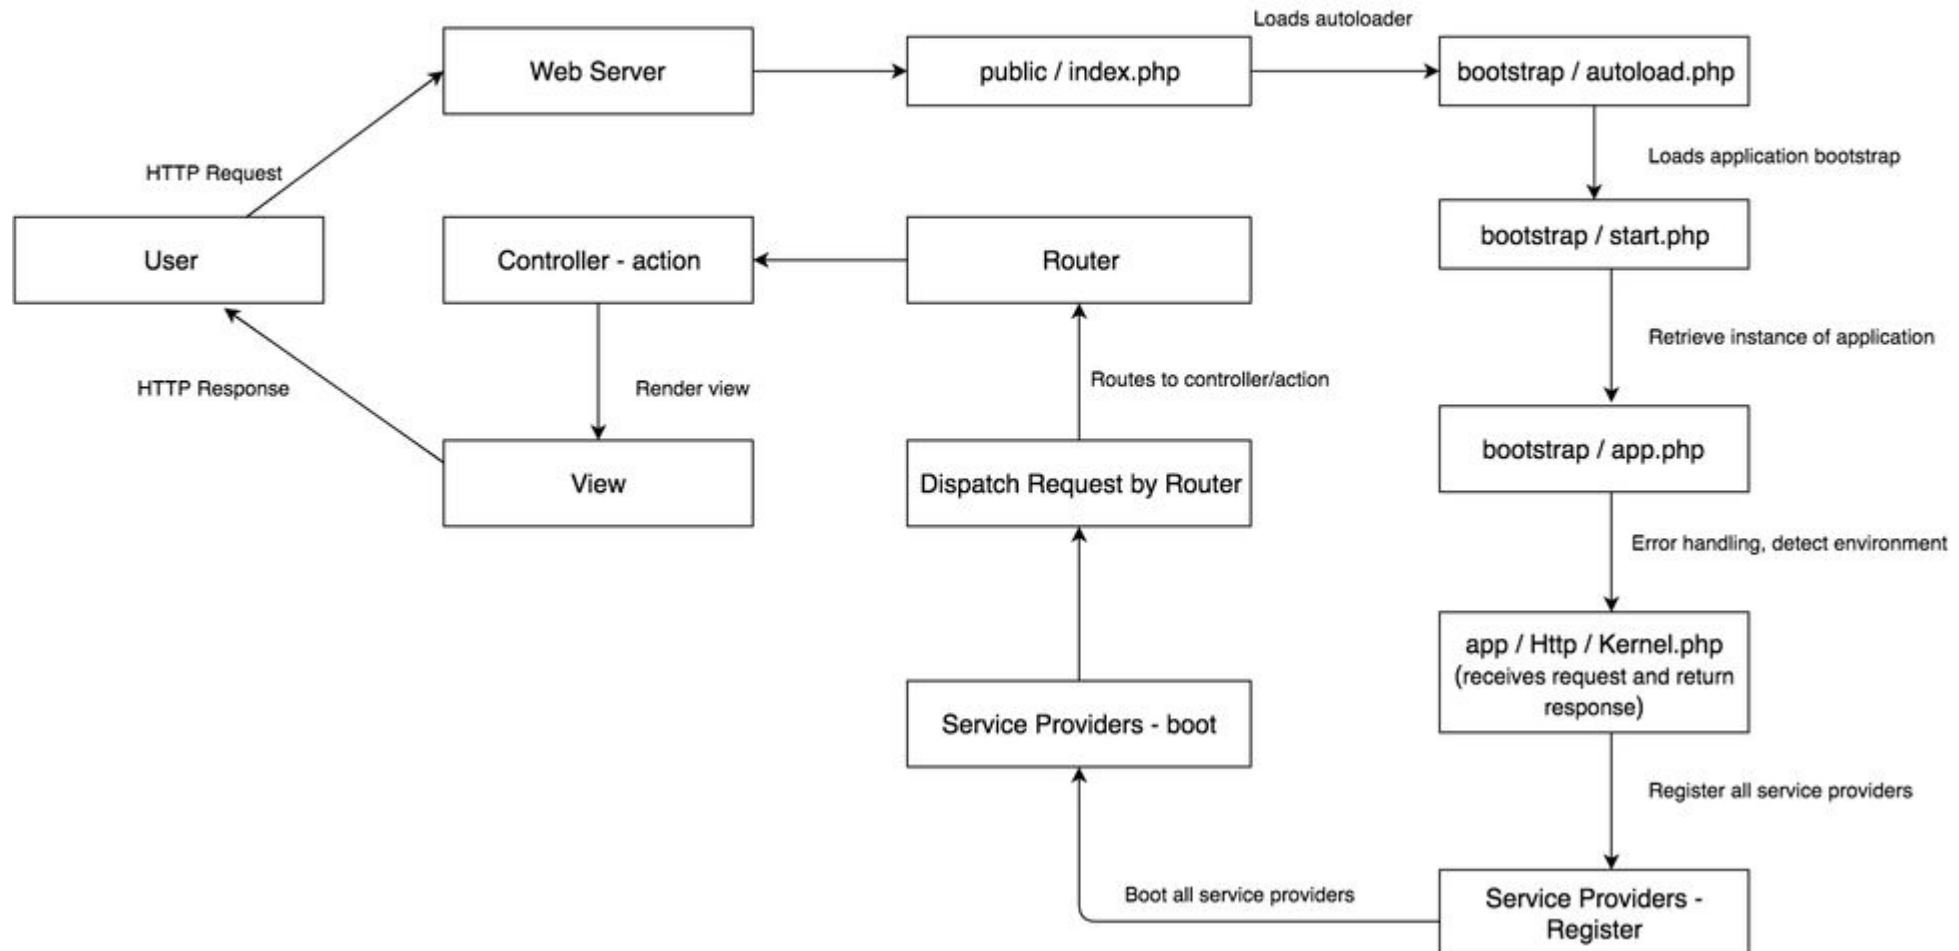 Loads autoloader
Web Server
public / index.php
bootstrap / autoload.php
HTTP Request
Loads application bootstrap
User
Controller - action
Router
bootstrap / start.php
Retrieve instance of application
HTTP Response
Render view
Routes to controller/action
bootstrap / app.php
View
Dispatch Request by Router
Error handling, detect environment
app / Http / Kernel.php
(receives request and return
response)
Service Providers - boot
Register all service providers
Boot all service providers
Service Providers -
Register